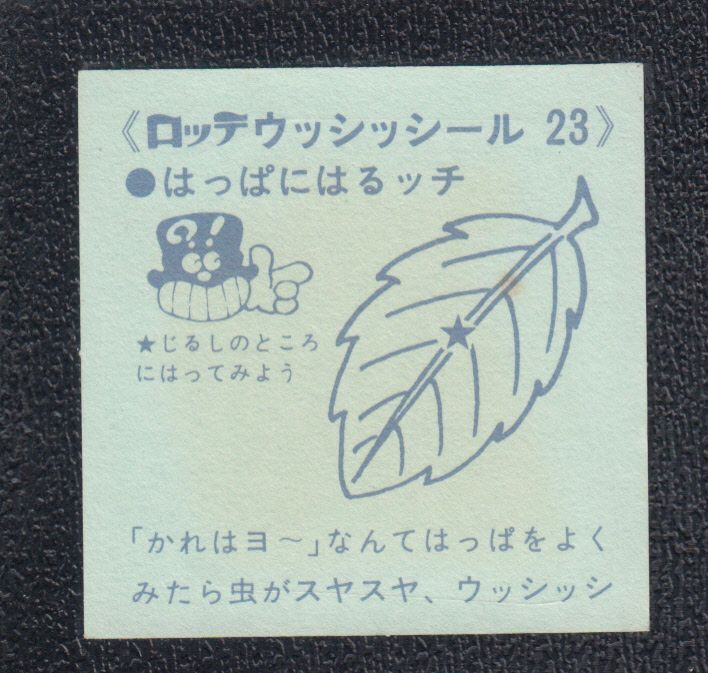 《ロッテウッシッシール 23》
●はっぱにはるッチ
?!
★じるしのところ
にはってみよう
「かれはヨ〜」なんてはっぱをよく
みたら虫がスヤスヤ、ウッシッシ